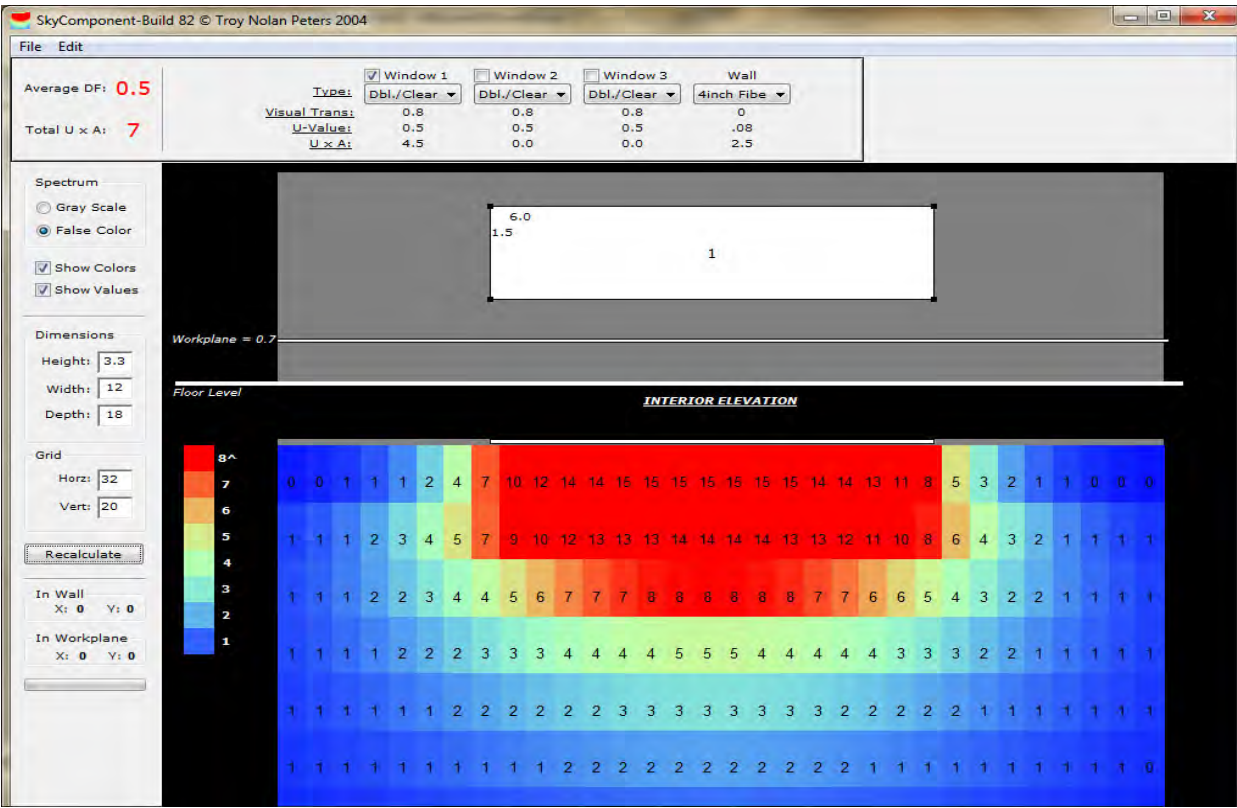 SkyComponent-Build 82 © Troy Nolan Peters 2004
File Edit
Average DF: 0.5
Total U x A: 7
Window 1 Window 2 Window 3 Wall
Type: Dbl./Clear Dbl./Clear Dbl./Clear 4inch Fibe
Visual Trans: 0.8 0.8 0.8 0
U-Value: 0.5 0.5 0.5 .08
U x A: 4.5 0.0 0.0 2.5
Spectrum
Gray Scale
False Color
Show Colors
Show Values
Dimensions
Height: 3.3
Width: 12
Depth: 18
Grid
Horz: 32
Vert: 20
Recalculate
In Wall
X: 0 Y: 0
In Workplane
X: 0 Y: 0
6.0
1.5
1
Workplane = 0.7
Floor Level
INTERIOR ELEVATION
8^
7
6
5
4
3
2
1
0 0 1 1 1 2 4 7 10 12 14 14 15 15 15 15 15 15 15 14 14 13 11 8 5 3 2 1 1 0 0 0
1 1 1 2 3 4 5 7 9 10 12 13 13 13 14 14 14 14 13 13 12 11 10 8 6 4 3 2 1 1 1 1
1 1 1 2 2 3 4 4 5 6 7 7 7 8 8 8 8 8 8 7 7 6 6 5 4 3 2 2 1 1 1 1
1 1 1 1 2 2 2 3 3 3 4 4 4 4 5 5 5 4 4 4 4 4 3 3 3 2 2 1 1 1 1 1
1 1 1 1 1 1 2 2 2 2 2 2 3 3 3 3 3 3 3 3 2 2 2 2 2 1 1 1 1 1 1 1
1 1 1 1 1 1 1 1 1 1 2 2 2 2 2 2 2 2 2 2 2 1 1 1 1 1 1 1 1 1 1 0